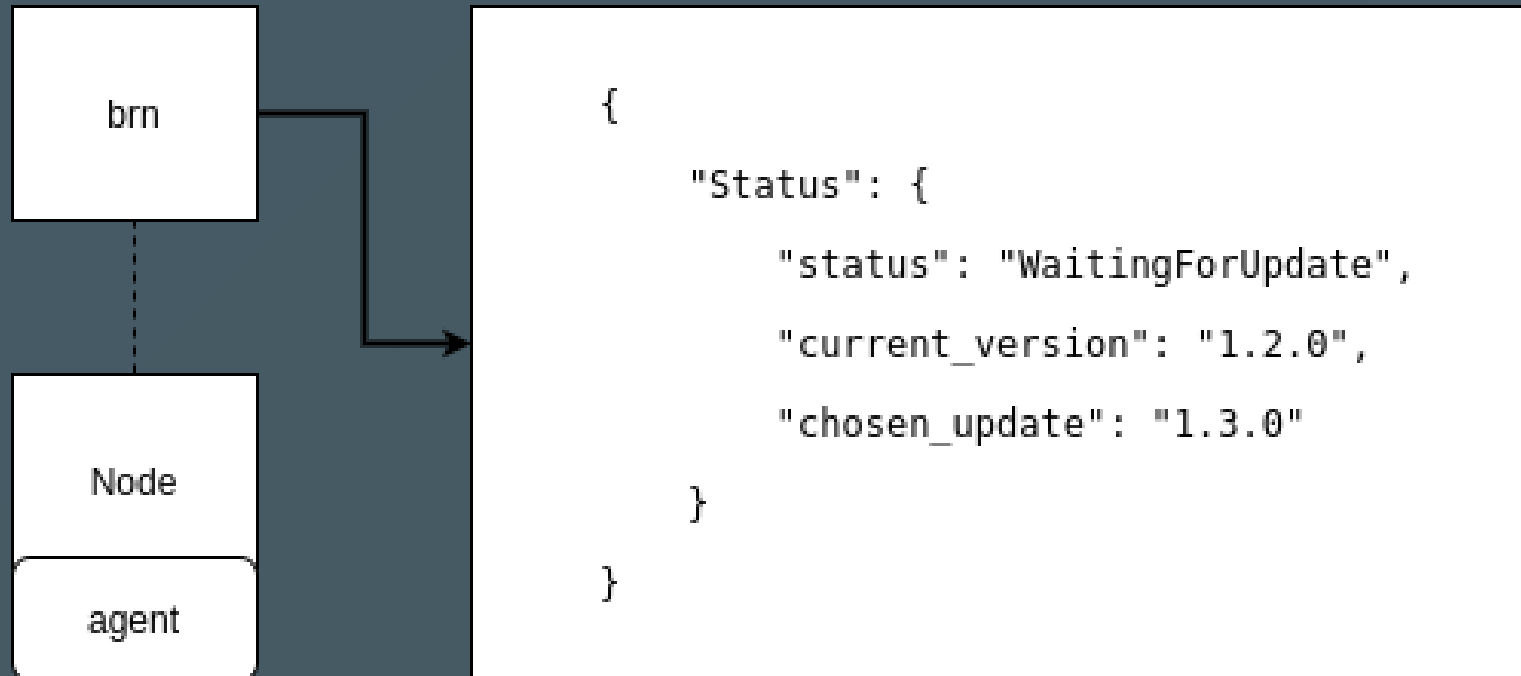 brn
{
"Status": {
"status": "WaitingForUpdate",
"current_version": "1.2.0",
"chosen_update": "1.3.0"
}
}
Node
agent